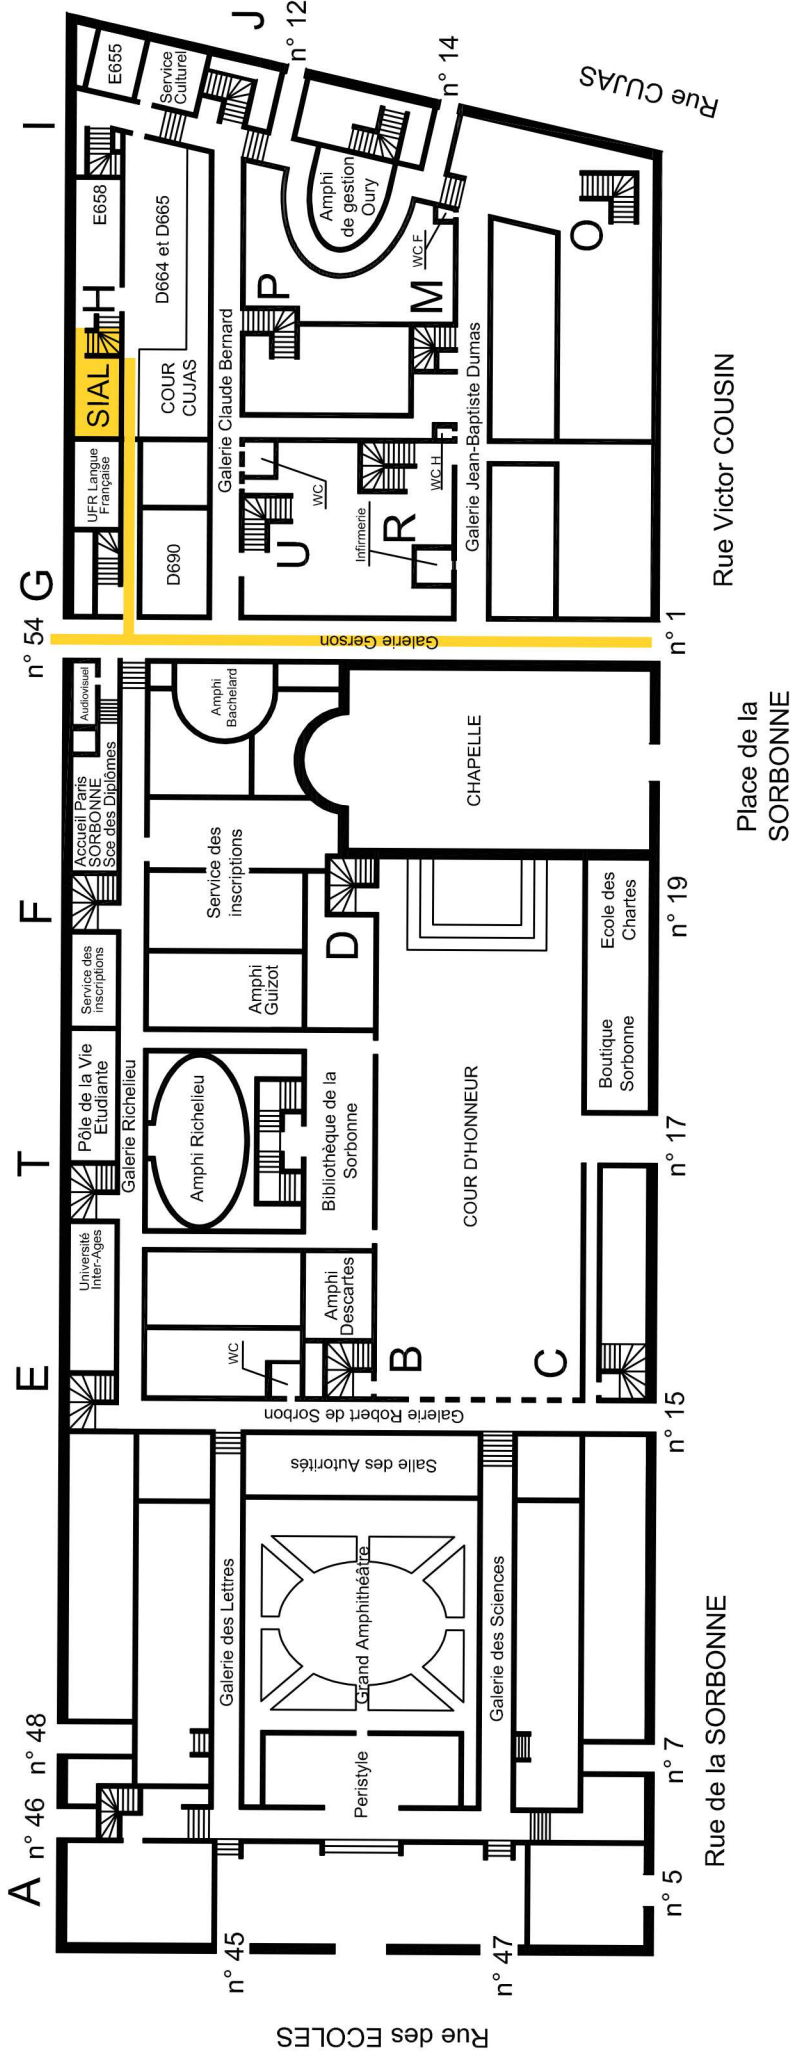 J
n° 12
n° 14
Rue CUJAS
I
E655
Service
Culturel
E658
D664 et D665
Amphi
de gestion
Oury
WC F
O
H
P
M
SIAL
COUR
CUJAS
Galerie Claude Bernard
Galerie Jean-Baptiste Dumas
Rue Victor COUSIN
UFR Langue
Française
D690
WC
WC H
U
Infirmerie
R
G
n° 54
Galerie Gerson
n° 1
Audiovisuel
Amphi
Bachelard
CHAPELLE
Place de la
SORBONNE
Accueil Paris
SORBONNE
Sce des Diplômes
Service des
inscriptions
F
D
Ecole des
Chartes
n° 19
Service des
inscriptions
Amphi
Guizot
Boutique
Sorbonne
Pôle de la Vie
Etudiante
Galerie Richelieu
Amphi Richelieu
Bibliothèque de la
Sorbonne
COUR D'HONNEUR
n° 17
T
Université
Inter-Ages
Amphi
Descartes
WC
B
C
E
Galerie Robert de Sorbon
n° 15
Salle des Autorités
Galerie des Lettres
Grand Amphithéâtre
Galerie des Sciences
Rue de la SORBONNE
n° 48
Peristyle
n° 7
n° 46
A
n° 5
n° 45
n° 47
Rue des ECOLES